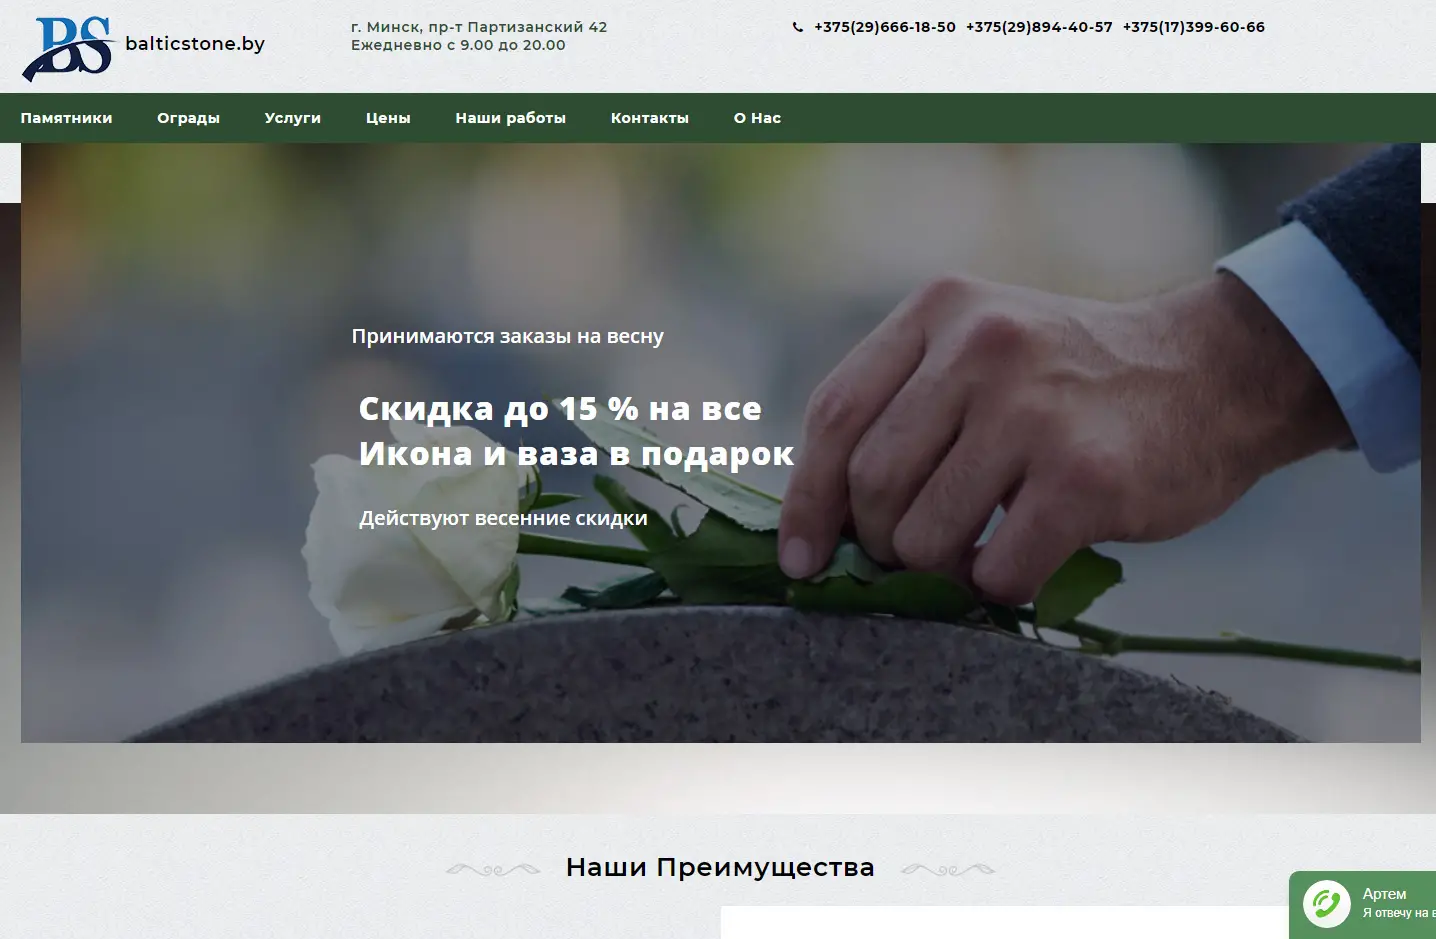 BS
balticstone.by
г. Минск, пр-т Партизанский 42
Ежедневно с 9.00 до 20.00
+375(29)666-18-50 +375(29)894-40-57 +375(17)399-60-66
Памятники Ограды Услуги Цены Наши работы Контакты О Нас
Принимаются заказы на весну
Скидка до 15 % на все
Икона и ваза в подарок
Действуют весенние скидки
Наши Преимущества
Артем
Я отвечу на в